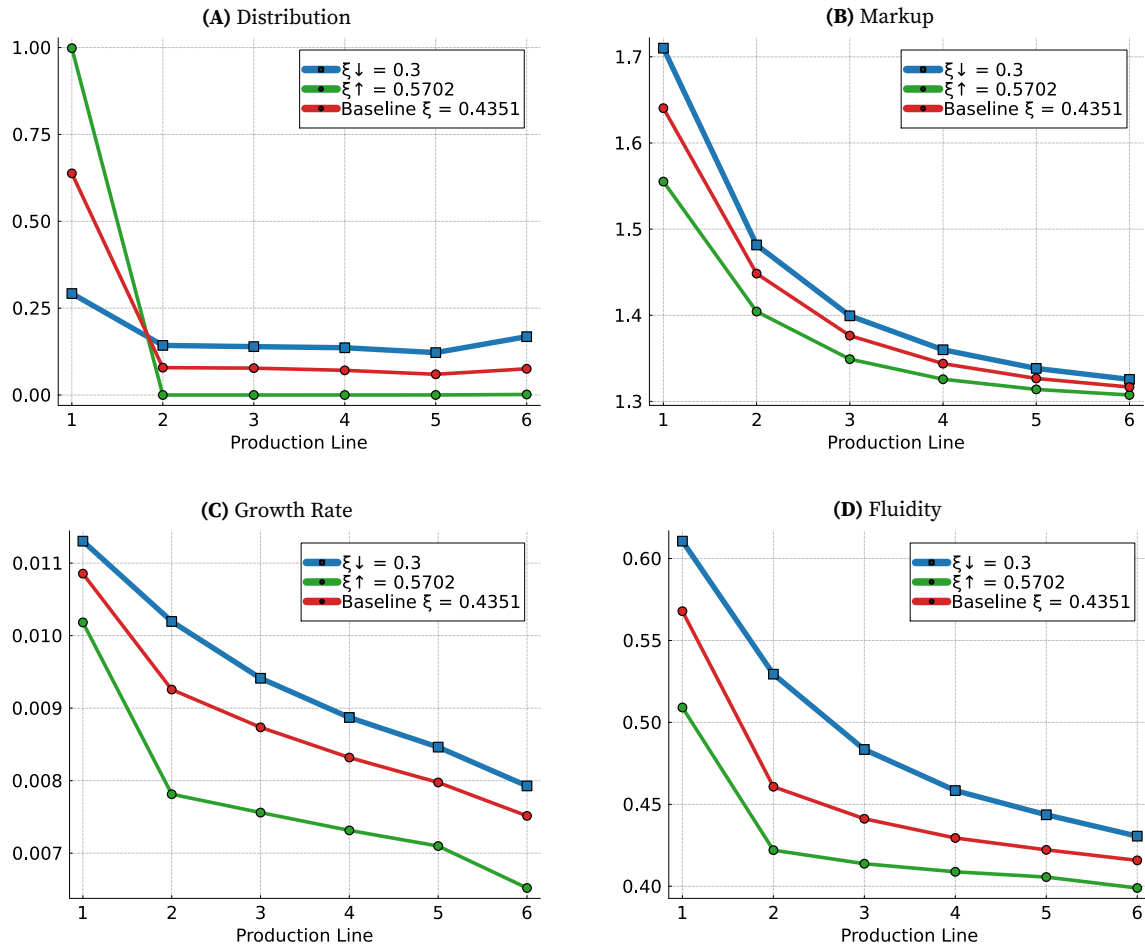 (A) Distribution
1.00
0.75
0.50
0.25
0.00
ξ↓ = 0.3
ξ↑ = 0.5702
Baseline ξ = 0.4351
1 2 3 4 5 6
Production Line
(B) Markup
1.7
1.6
1.5
1.4
1.3
ξ↓ = 0.3
ξ↑ = 0.5702
Baseline ξ = 0.4351
1 2 3 4 5 6
Production Line
(C) Growth Rate
0.011
0.010
0.009
0.008
0.007
ξ↓ = 0.3
ξ↑ = 0.5702
Baseline ξ = 0.4351
1 2 3 4 5 6
Production Line
(D) Fluidity
0.60
0.55
0.50
0.45
0.40
ξ↓ = 0.3
ξ↑ = 0.5702
Baseline ξ = 0.4351
1 2 3 4 5 6
Production Line